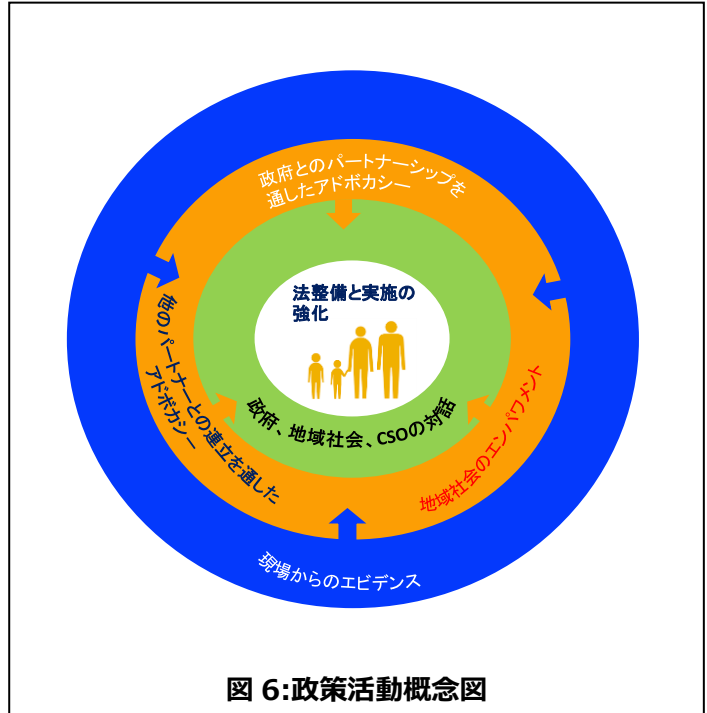 政府とのパートナーシップを
通したアドボカシー
法整備と実施の
強化
他のパートナーとの連立を通した
アドボカシー
政府、地域社会、CSOの対話
地域社会のエンパワメント
現場からのエビデンス
図 6:政策活動概念図